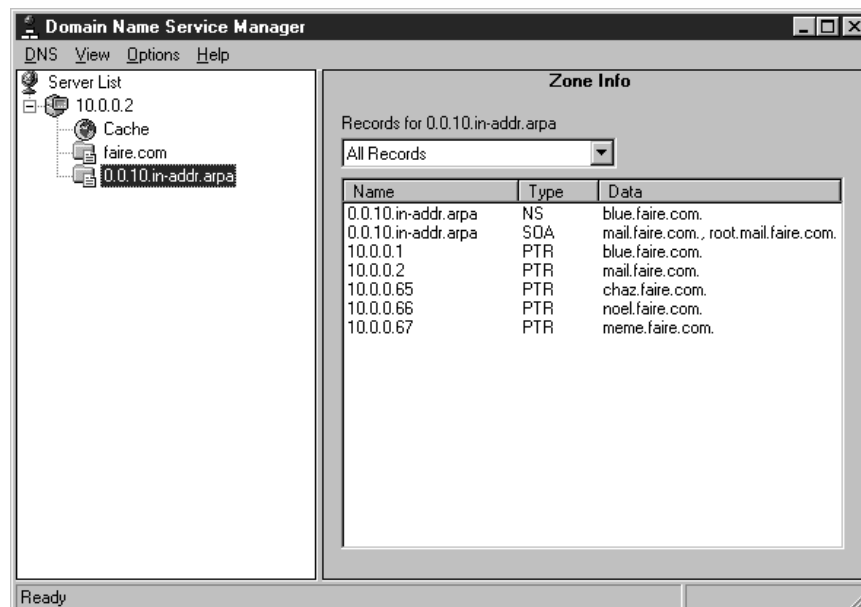 Domain Name Service Manager
DNS View Options Help
Server List
10.0.0.2
Cache
faire.com
0.0.10.in-addr.arpa
Zone Info
Records for 0.0.10.in-addr.arpa
All Records
Name Type Data
0.0.10.in-addr.arpa NS blue.faire.com.
0.0.10.in-addr.arpa SOA mail.faire.com., root.mail.faire.com.
10.0.0.1 PTR blue.faire.com.
10.0.0.2 PTR mail.faire.com.
10.0.0.65 PTR chaz.faire.com.
10.0.0.66 PTR noel.faire.com.
10.0.0.67 PTR meme.faire.com.
Ready